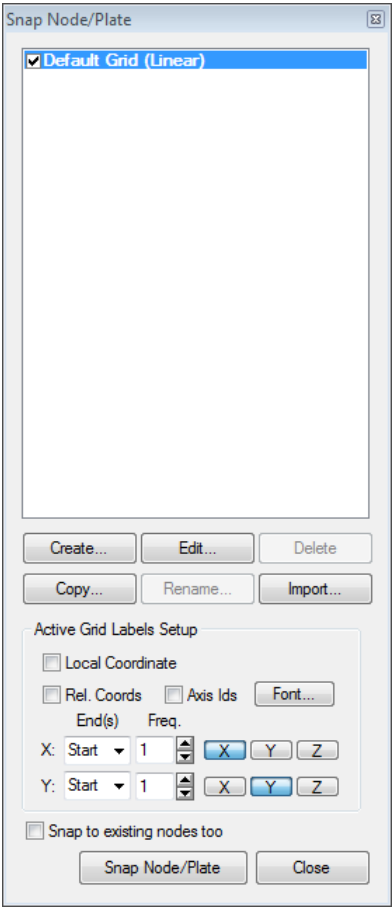 Snap Node/Plate
Default Grid (Linear)
Create... Edit... Delete
Copy... Rename... Import...
Active Grid Labels Setup
Local Coordinate
Rel. Coords Axis Ids Font...
End(s) Freq.
X: Start 1 X Y Z
Y: Start 1 X Y Z
Snap to existing nodes too
Snap Node/Plate Close